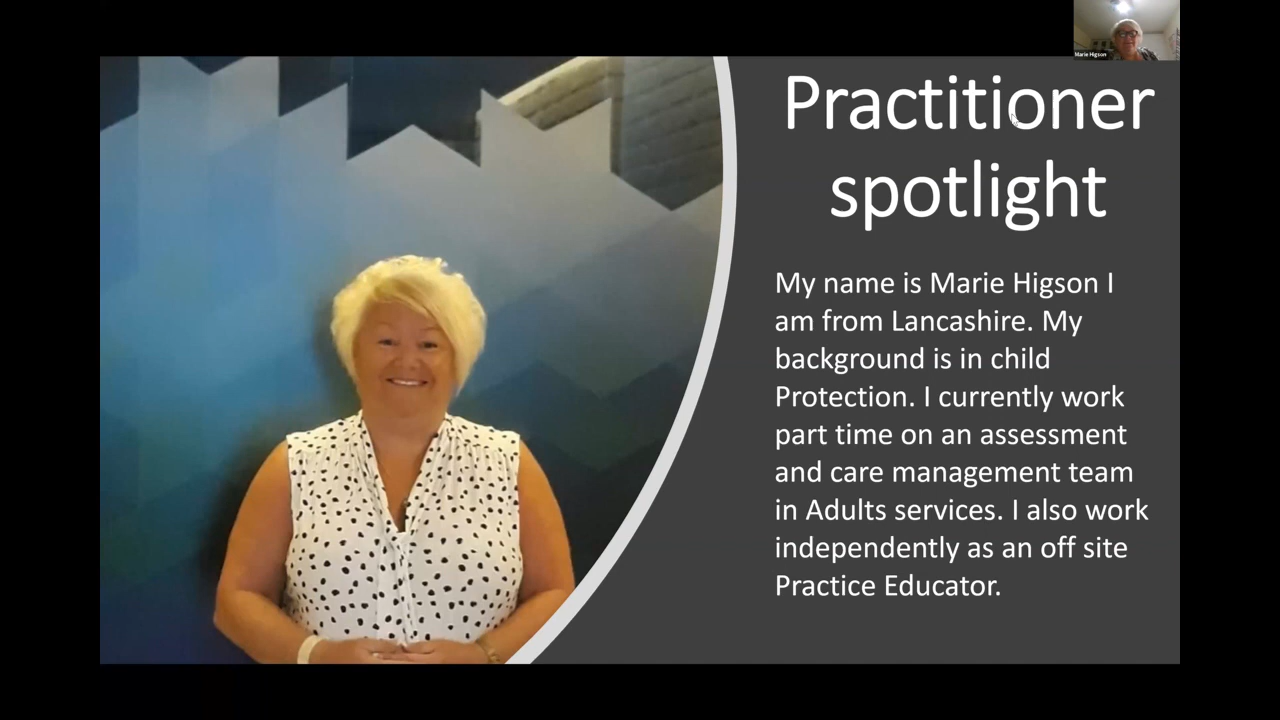 Marie Higson
Practitioner
spotlight
My name is Marie Higson I
am from Lancashire. My
background is in child
Protection. I currently work
part time on an assessment
and care management team
in Adults services. I also work
independently as an off site
Practice Educator.